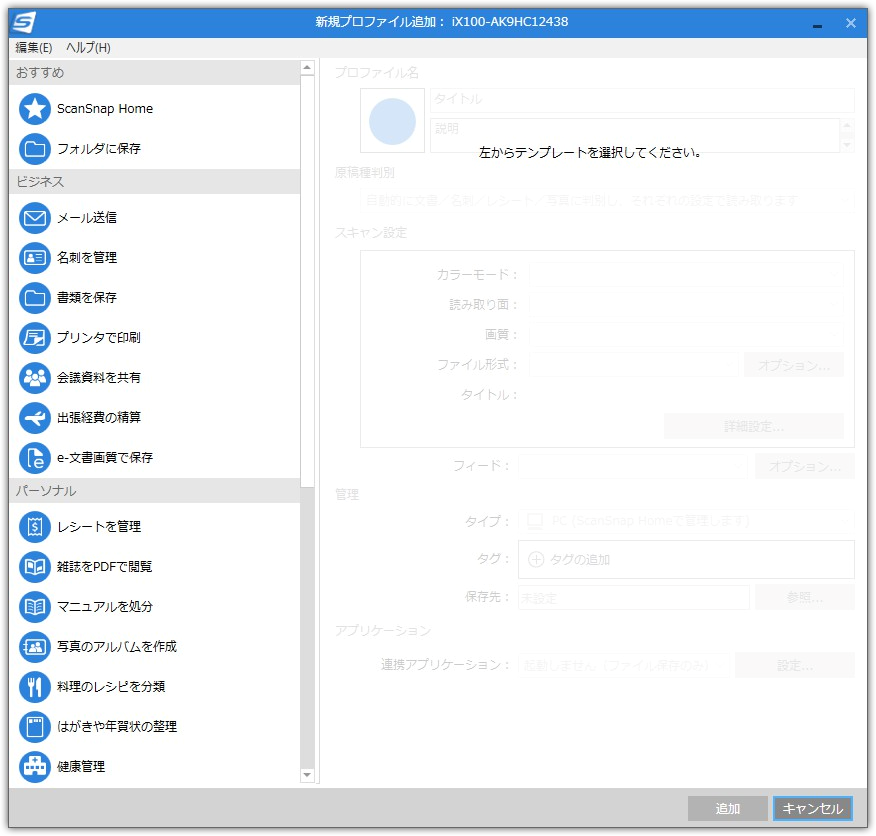 新規プロファイル追加： iX100-AK9HC12438
編集(E) ヘルプ(H)
おすすめ
ScanSnap Home
フォルダに保存
ビジネス
メール送信
名刺を管理
書類を保存
プリンタで印刷
会議資料を共有
出張経費の精算
e-文書画質で保存
パーソナル
レシートを管理
雑誌をPDFで閲覧
マニュアルを処分
写真のアルバムを作成
料理のレシピを分類
はがきや年賀状の整理
健康管理
プロファイル名
タイトル
説明
左からテンプレートを選択してください。
原稿種判別
自動的に文書／名刺／レシート／写真に判別し、それぞれの設定で読み取ります
スキャン設定
カラーモード：
読み取り面：
画質：
ファイル形式： オプション...
タイトル：
詳細設定...
フィード： オプション...
管理
タイプ： PC (ScanSnap Homeで管理します)
タグ： タグの追加
保存先： 未設定 参照...
アプリケーション
連携アプリケーション： 起動しません (ファイル保存のみ) 設定...
追加 キャンセル